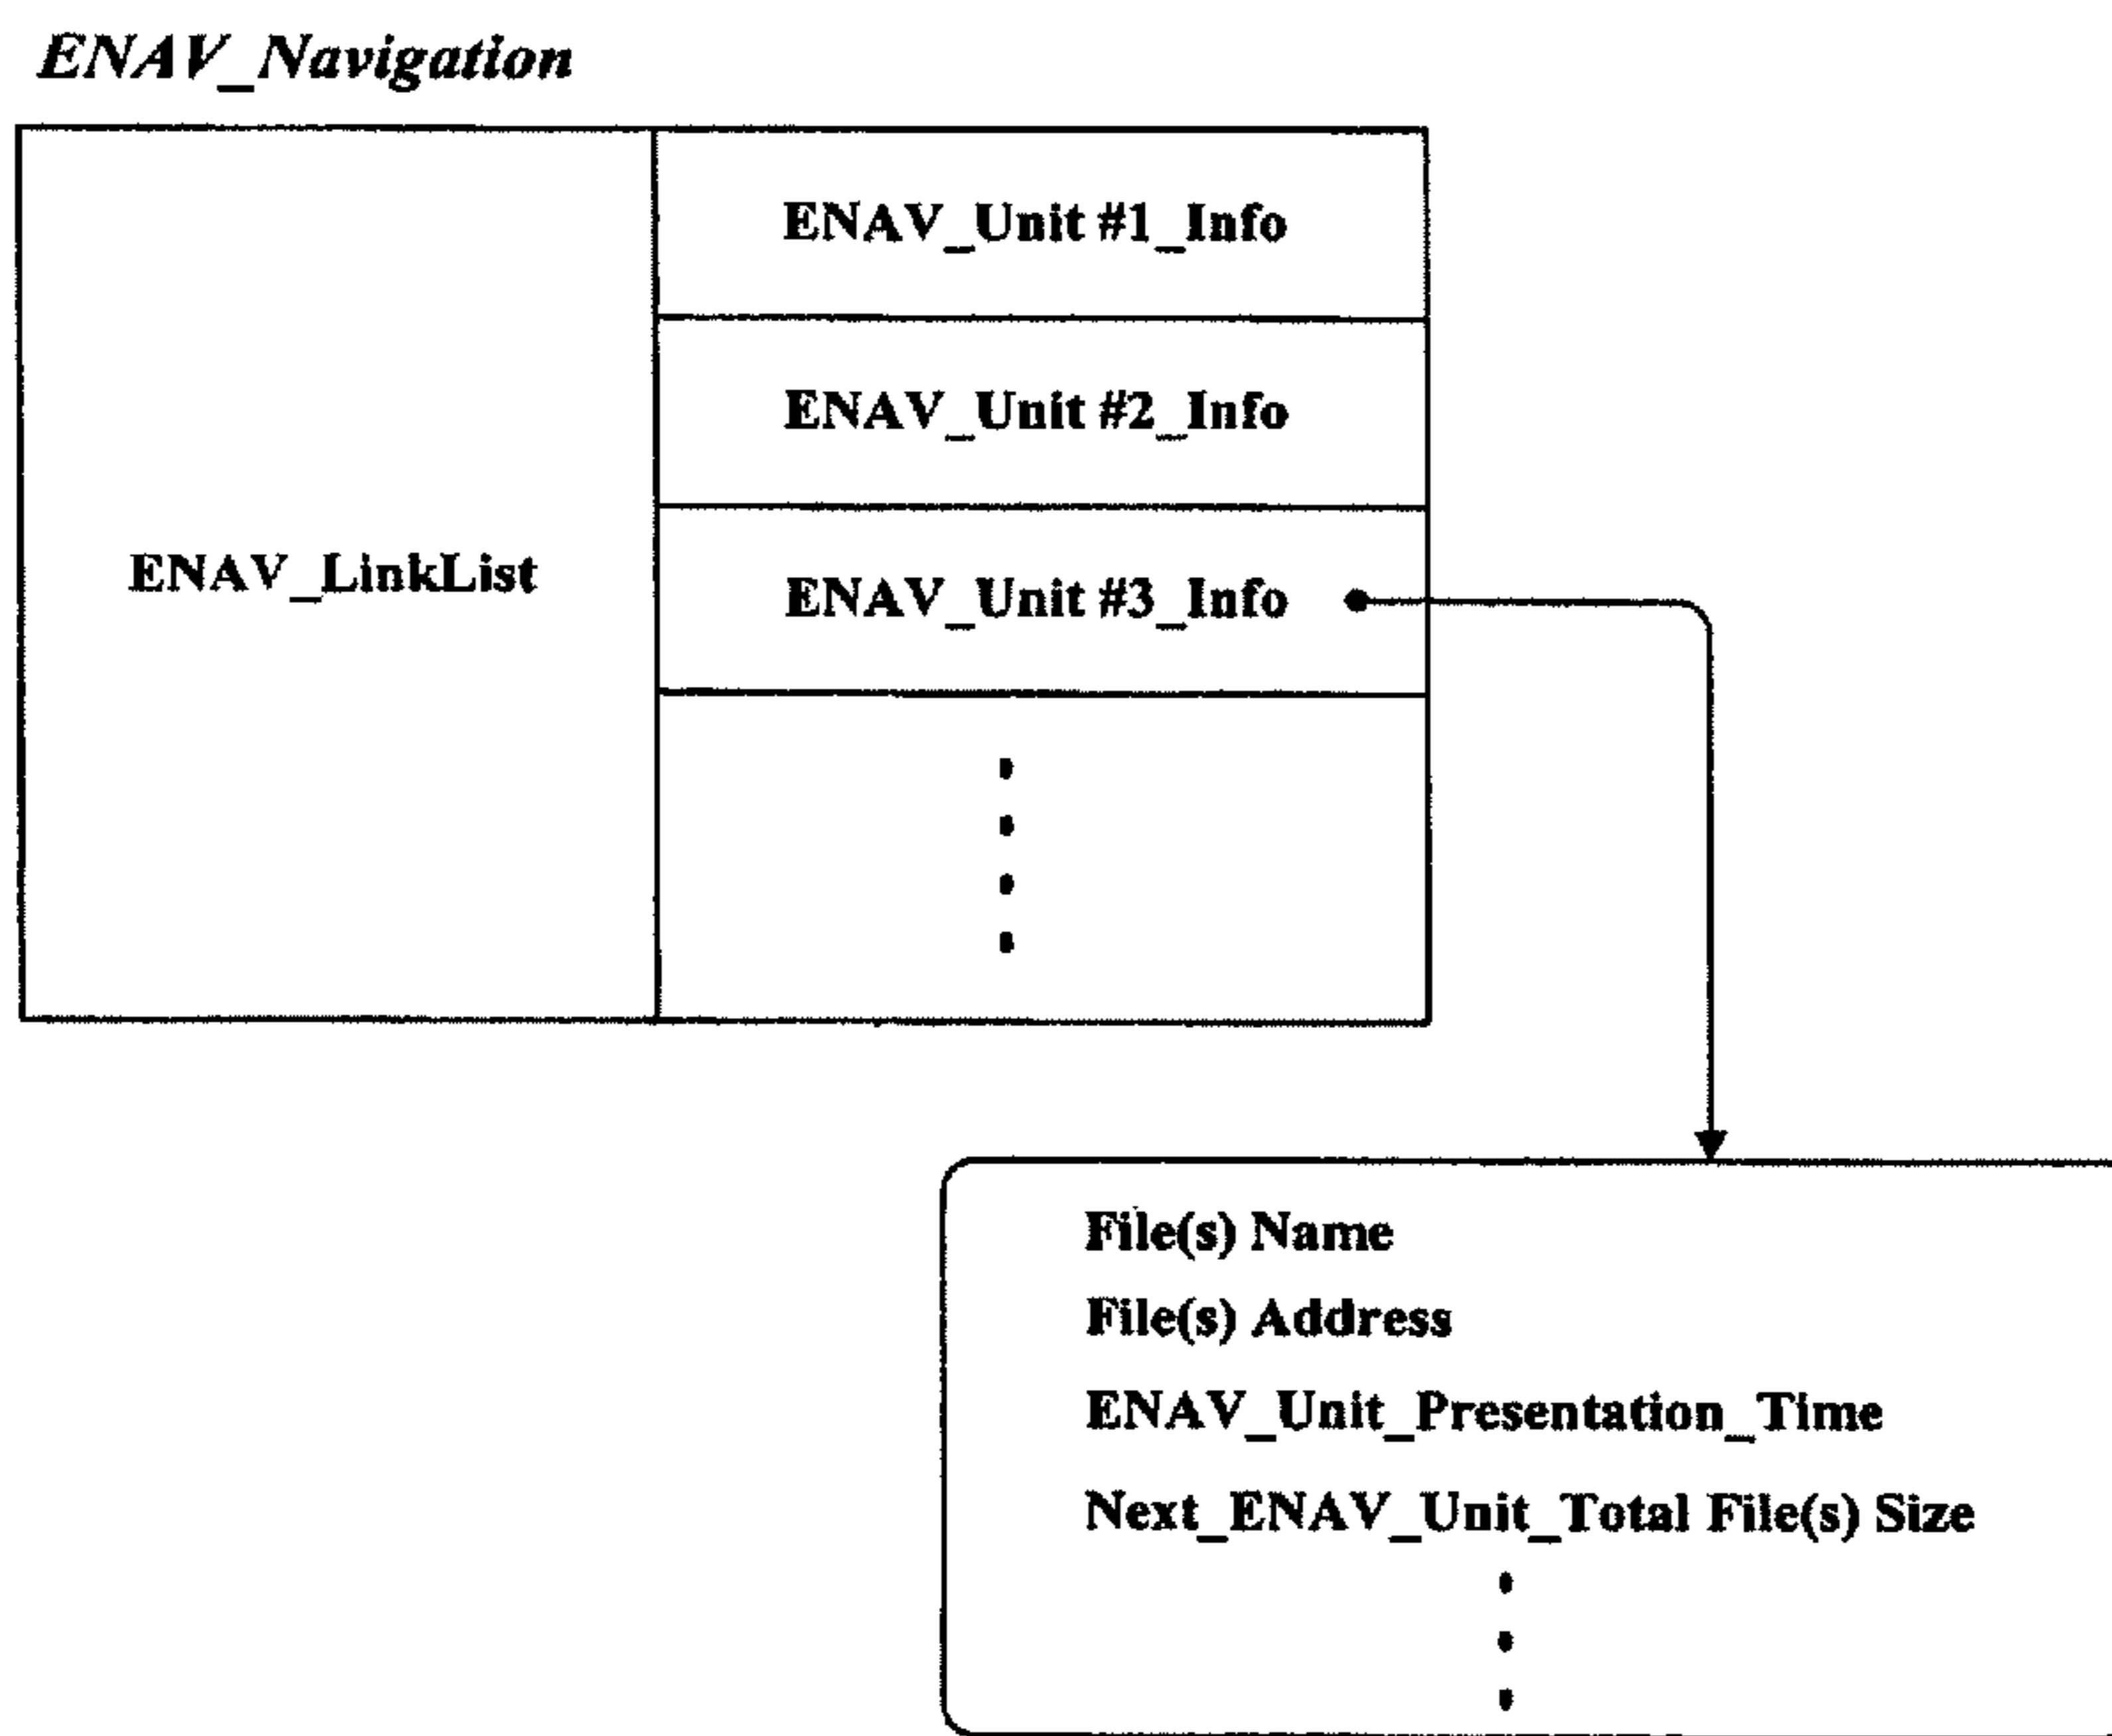 ENAV_Navigation
ENAV_LinkList
ENAV_Unit #1_Info
ENAV_Unit #2_Info
ENAV_Unit #3_Info
File(s) Name
File(s) Address
ENAV_Unit_Presentation_Time
Next_ENAV_Unit_Total File(s) Size